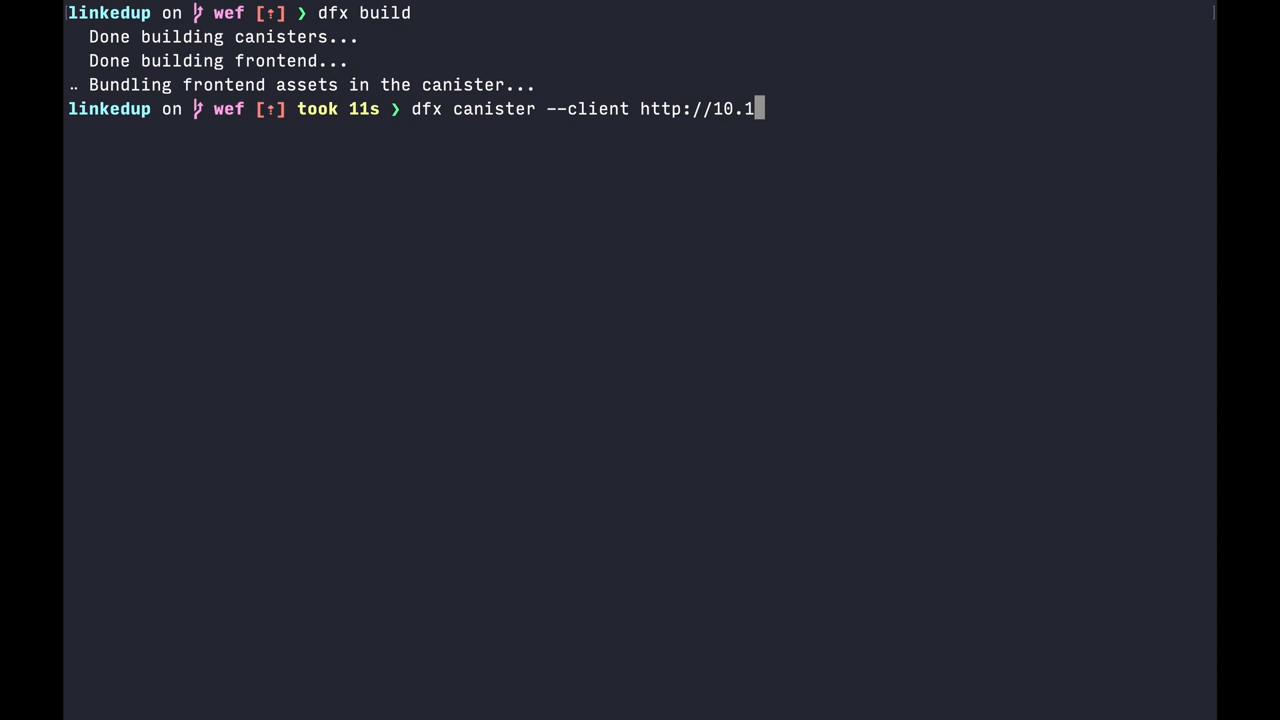 linkedup on wef [↑] ❯ dfx build
Done building canisters...
Done building frontend...
.. Bundling frontend assets in the canister...
linkedup on wef [↑] took 11s ❯ dfx canister --client http://10.1